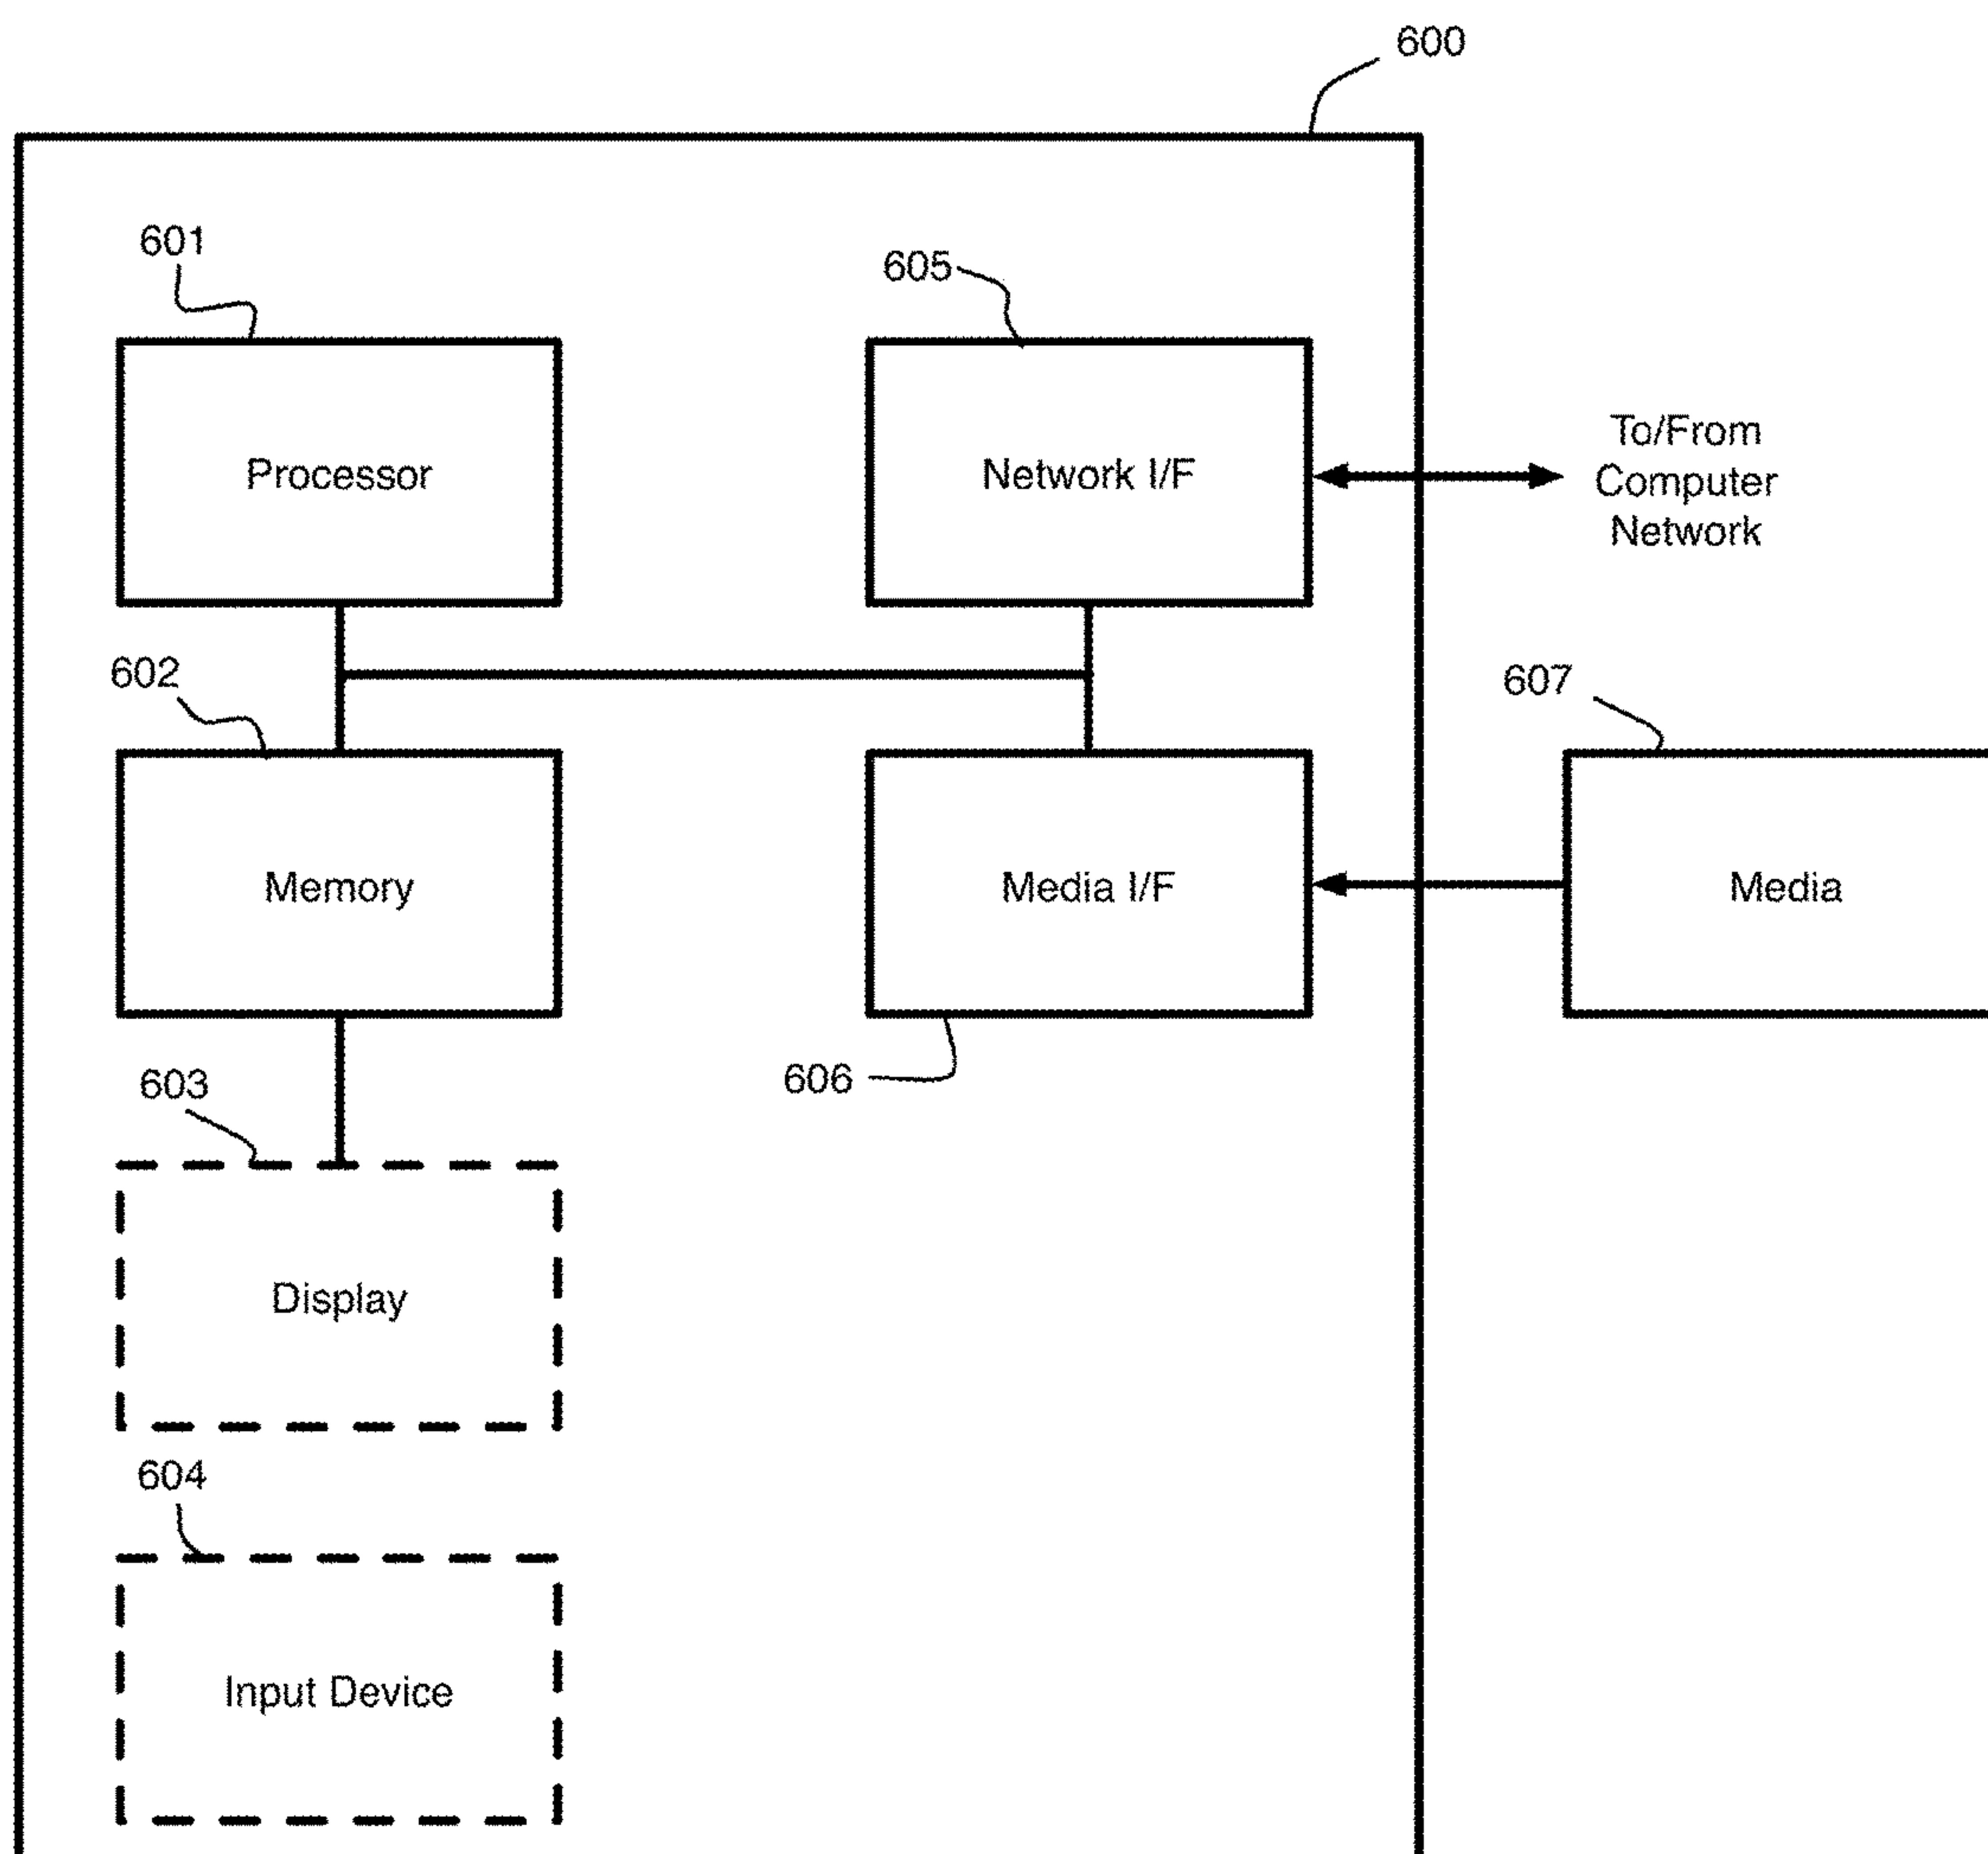 600
601
605
Processor
Network I/F
To/From
Computer
Network
602
607
Memory
Media I/F
Media
603
606
Display
604
Input Device